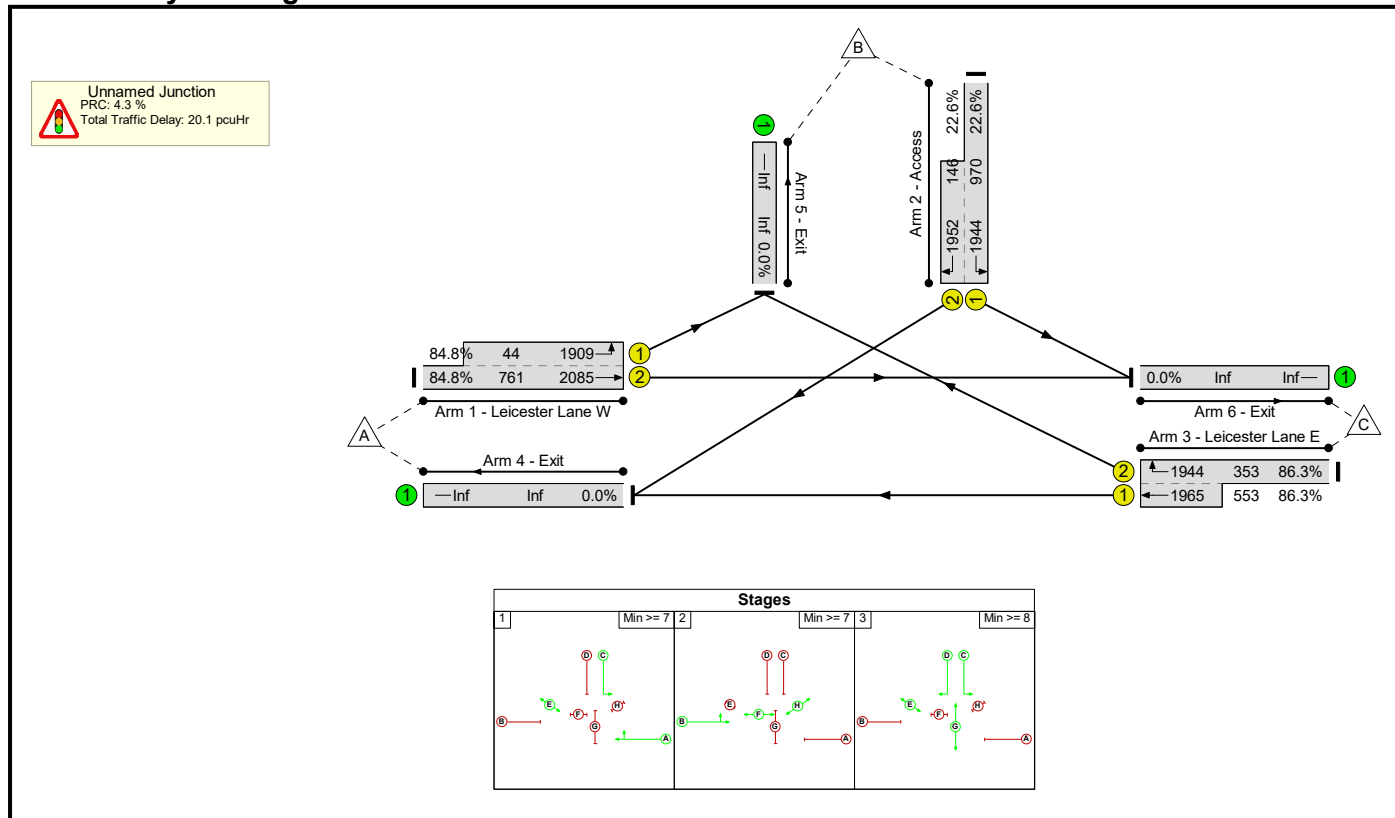 Unnamed Junction
PRC: 4.3 %
Total Traffic Delay: 20.1 pcuHr
B
1
Inf Inf 0.0%
Arm 5 - Exit
Arm 2 - Access
1952 146 22.6%
1944 970 22.6%
2 1
84.8% 44 1909 1
84.8% 761 2085 2
Arm 1 - Leicester Lane W
A
Arm 4 - Exit
1 Inf Inf 0.0%
0.0% Inf Inf 1
Arm 6 - Exit
C
Arm 3 - Leicester Lane E
2 1944 353 86.3%
1 1965 553 86.3%
Stages
1 Min >= 7 2 Min >= 7 3 Min >= 8
D C D C D C
E H E H E H
B F B F B F
G A G A G A